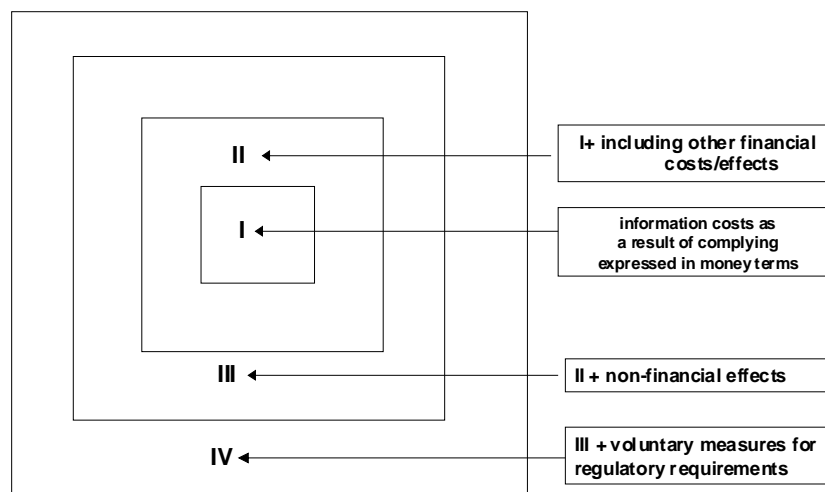 II
I+ including other financial
costs/effects
I
information costs as
a result of complying
expressed in money terms
III
II + non-financial effects
IV
III + voluntary measures for
regulatory requirements